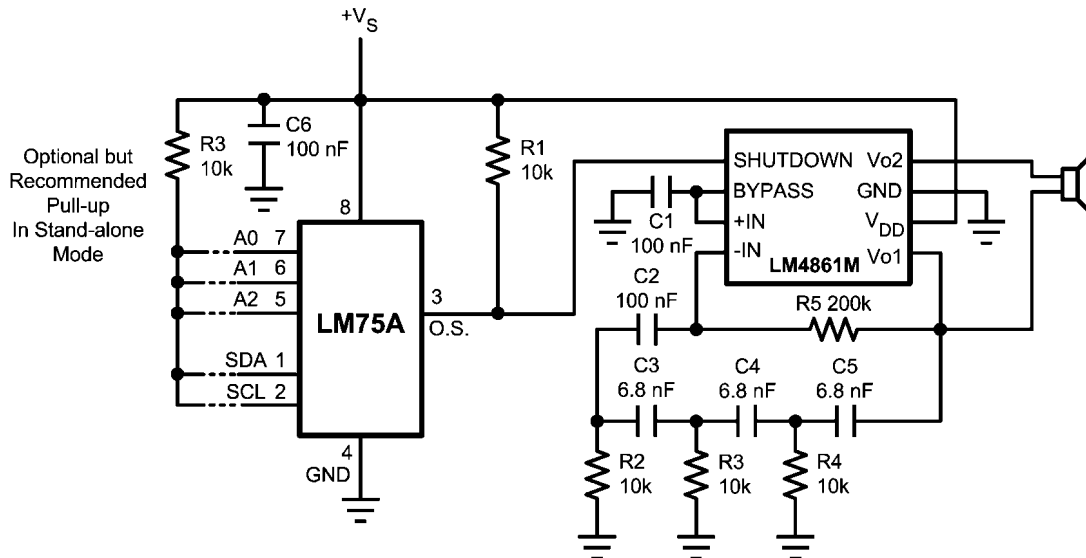 +VS
R3
10k
C6
100 nF
Optional but
Recommended
Pull-up
In Stand-alone
Mode
R1
10k
8
A0 7
A1 6
A2 5
SDA 1
SCL 2
LM75A
3
O.S.
4
GND
SHUTDOWN
BYPASS
+IN
-IN
Vo2
GND
VDD
Vo1
LM4861M
C1
100 nF
C2
100 nF
R5 200k
C3
6.8 nF
C4
6.8 nF
C5
6.8 nF
R2
10k
R3
10k
R4
10k